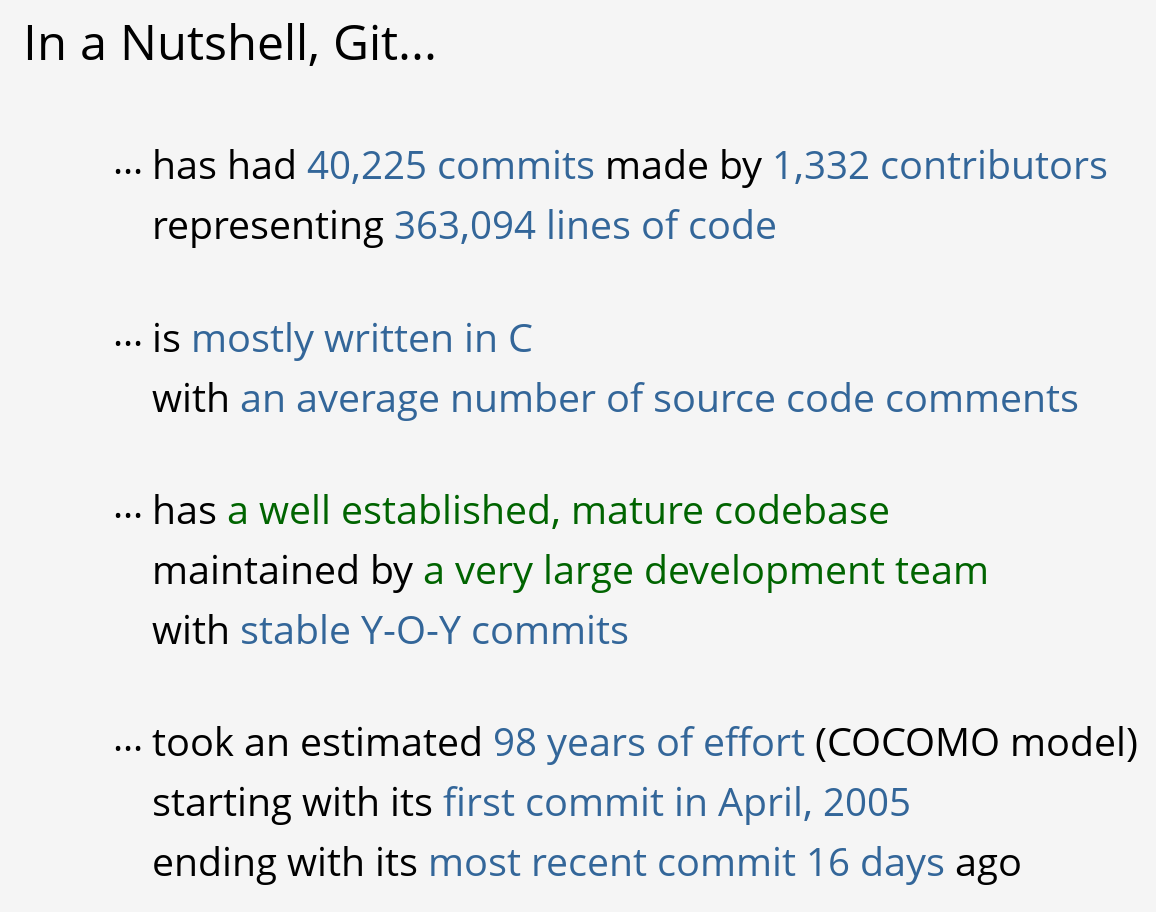 In a Nutshell, Git...
... has had 40,225 commits made by 1,332 contributors
representing 363,094 lines of code
... is mostly written in C
with an average number of source code comments
... has a well established, mature codebase
maintained by a very large development team
with stable Y-O-Y commits
... took an estimated 98 years of effort (COCOMO model)
starting with its first commit in April, 2005
ending with its most recent commit 16 days ago